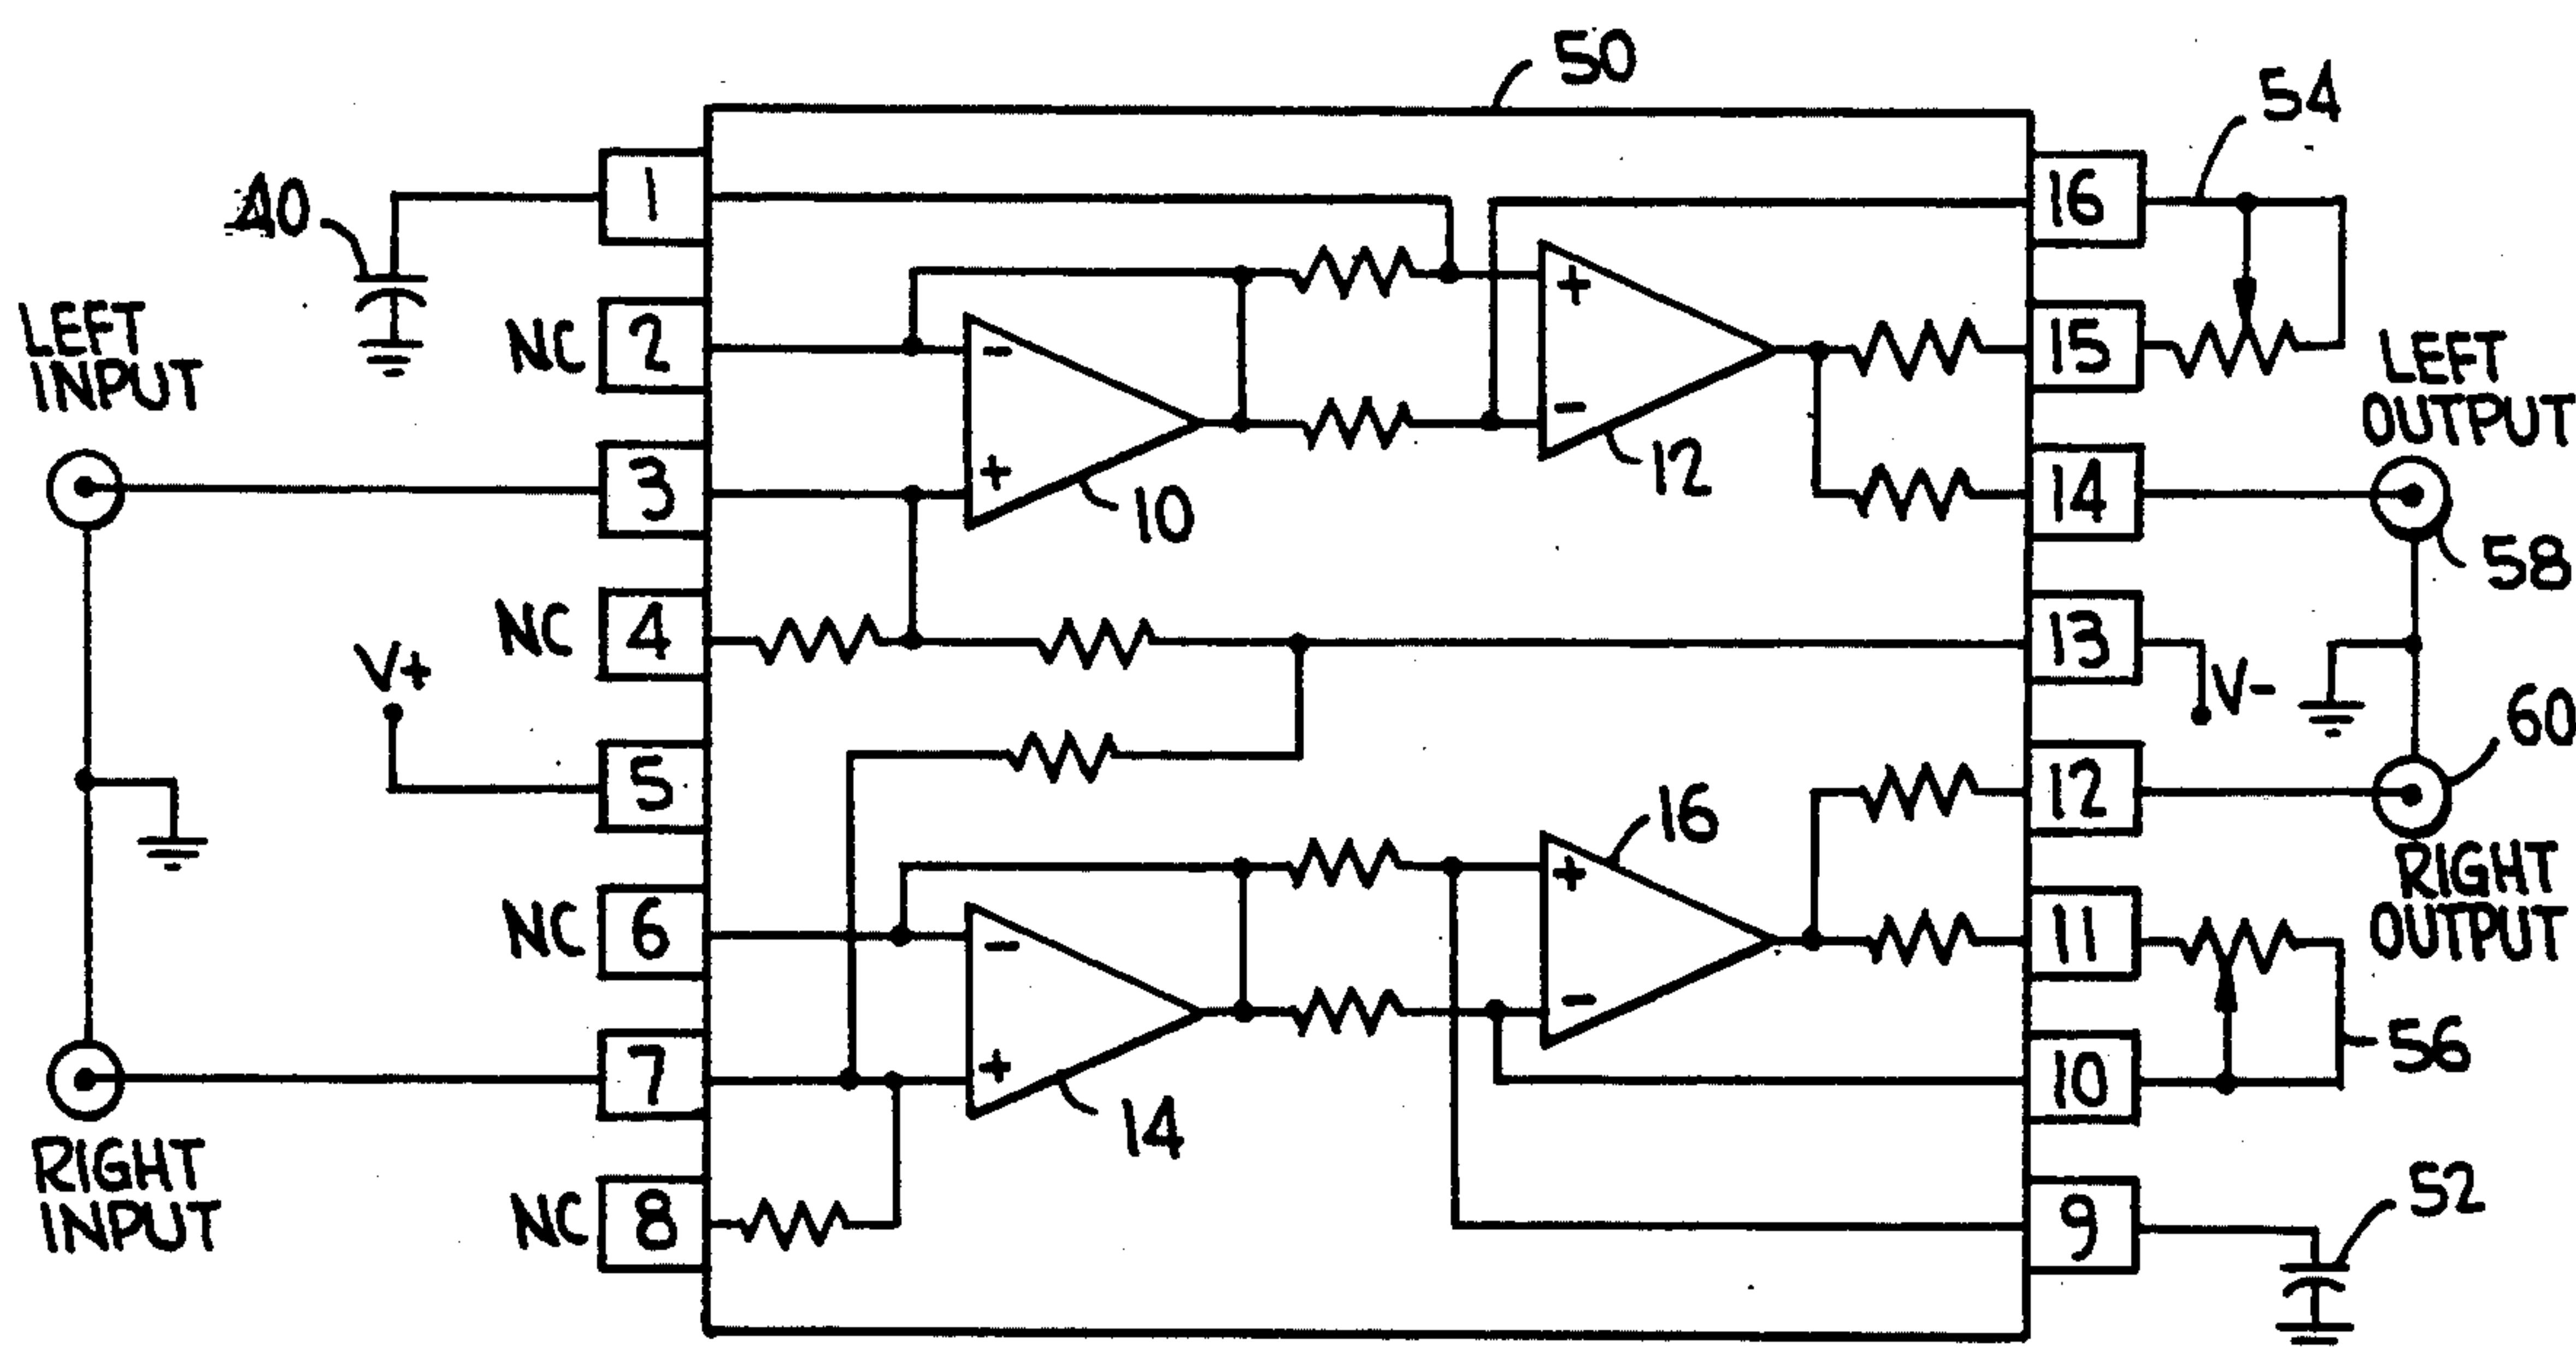 50
54
40
1
16
LEFT
INPUT
NC 2
+
-
-
15
LEFT
OUTPUT
3
+
10
12
14
58
NC 4
13
V+
V-
5
12
60
16
RIGHT
OUTPUT
NC 6
-
+
-
11
7
+
14
10
56
RIGHT
INPUT
NC 8
9
52